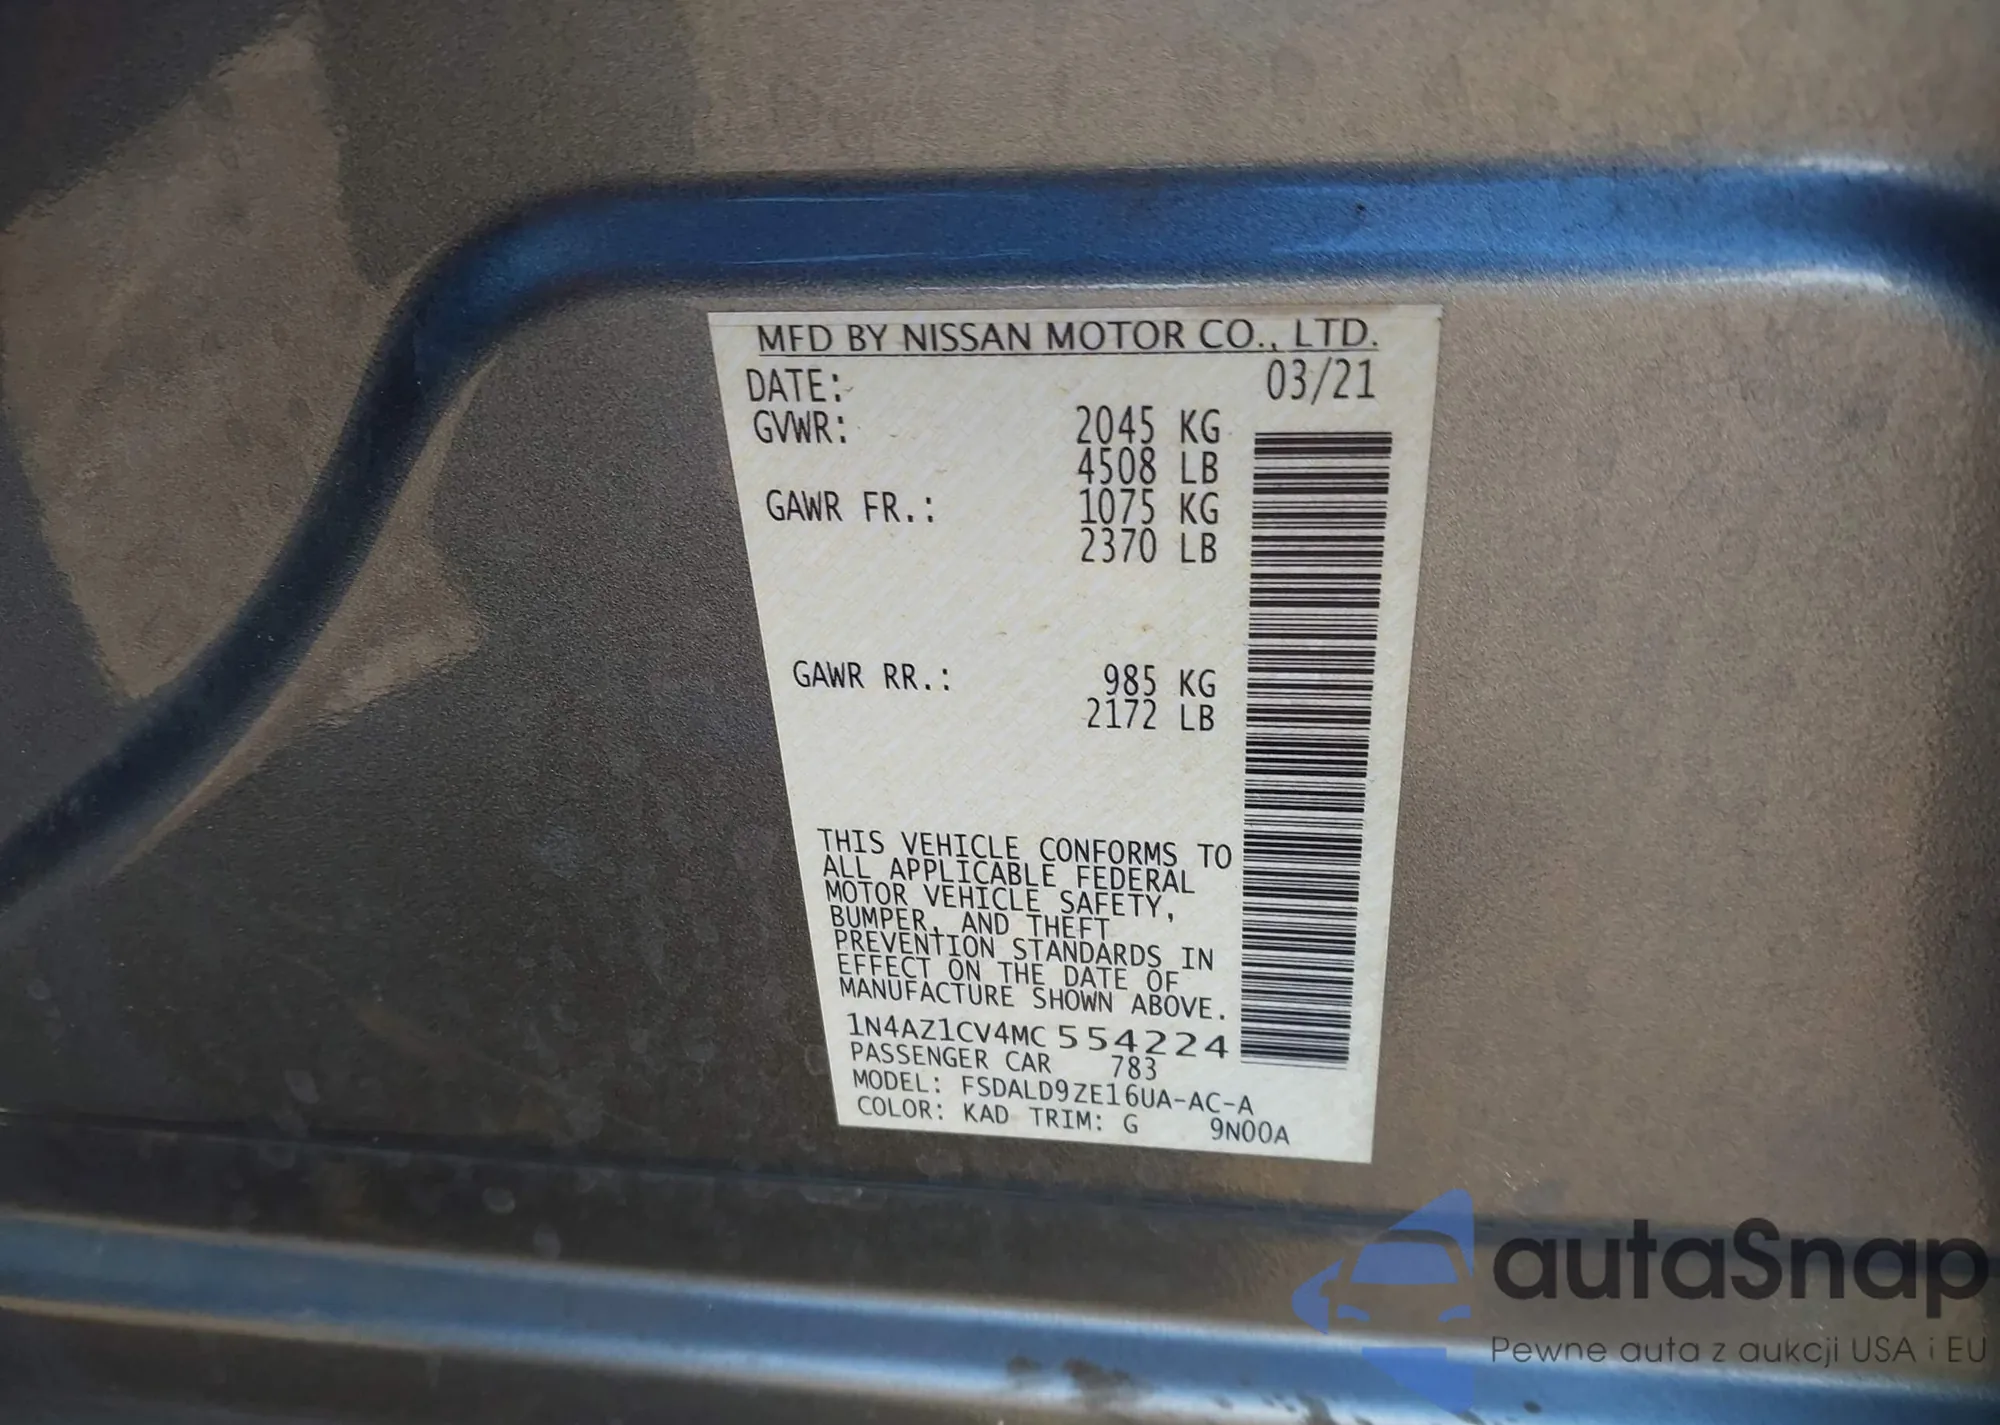 MFD BY NISSAN MOTOR CO., LTD.
DATE: 03/21
GVWR: 2045 KG
4508 LB
GAWR FR.: 1075 KG
2370 LB
GAWR RR.: 985 KG
2172 LB
THIS VEHICLE CONFORMS TO
ALL APPLICABLE FEDERAL
MOTOR VEHICLE SAFETY,
BUMPER, AND THEFT
PREVENTION STANDARDS IN
EFFECT ON THE DATE OF
MANUFACTURE SHOWN ABOVE.
1N4AZ1CV4MC554224
PASSENGER CAR 783
MODEL: FSDALD9ZE16UA-AC-A
COLOR: KAD TRIM: G 9N00A
autaSnap
Pewne auta z aukcji USA i EU